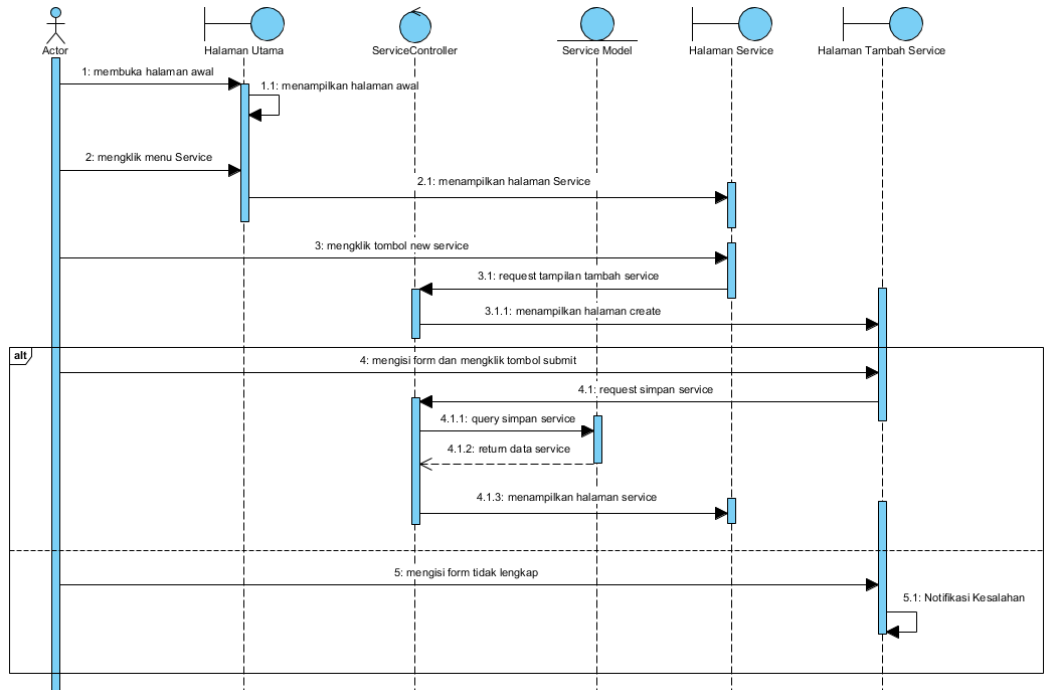 Actor
Halaman Utama
ServiceController
Service Model
Halaman Service
Halaman Tambah Service
1: membuka halaman awal
1.1: menampilkan halaman awal
2: mengklik menu Service
2.1: menampilkan halaman Service
3: mengklik tombol new service
3.1: request tampilan tambah service
3.1.1: menampilkan halaman create
alt
4: mengisi form dan mengklik tombol submit
4.1: request simpan service
4.1.1: query simpan service
4.1.2: return data service
4.1.3: menampilkan halaman service
5: mengisi form tidak lengkap
5.1: Notifikasi Kesalahan